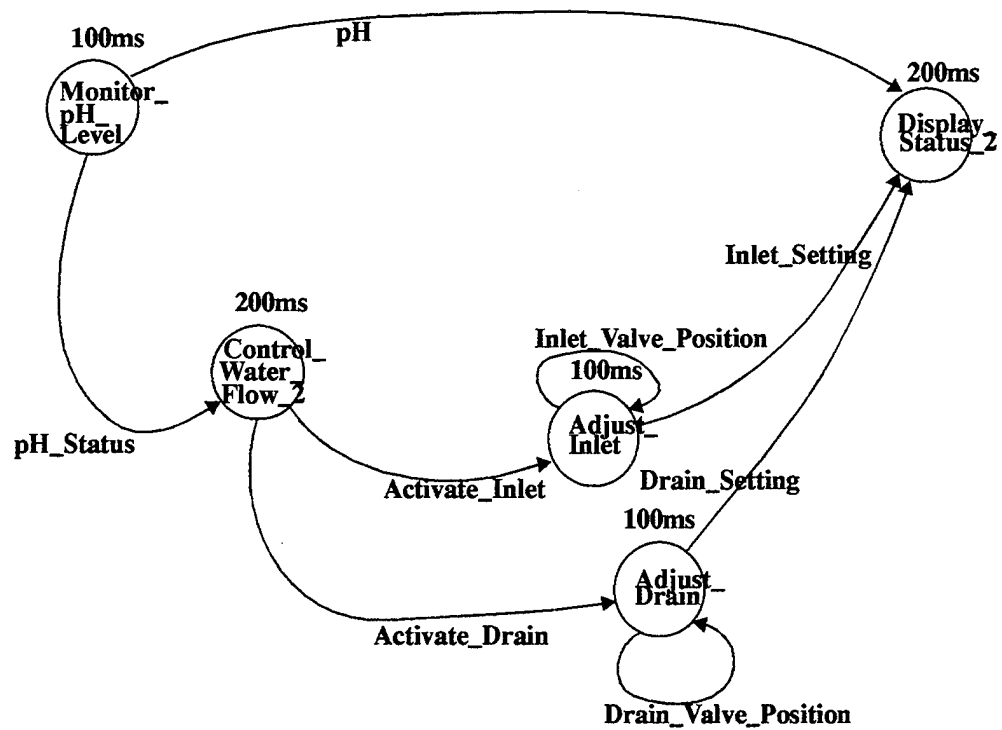 pH
100ms
Monitor_
pH_
Level
200ms
Display_
Status_2
Inlet_Setting
200ms
Control_
Water_
Flow_2
Inlet_Valve_Position
100ms
Adjust_
Inlet
pH_Status
Activate_Inlet
Drain_Setting
100ms
Adjust_
Drain
Activate_Drain
Drain_Valve_Position